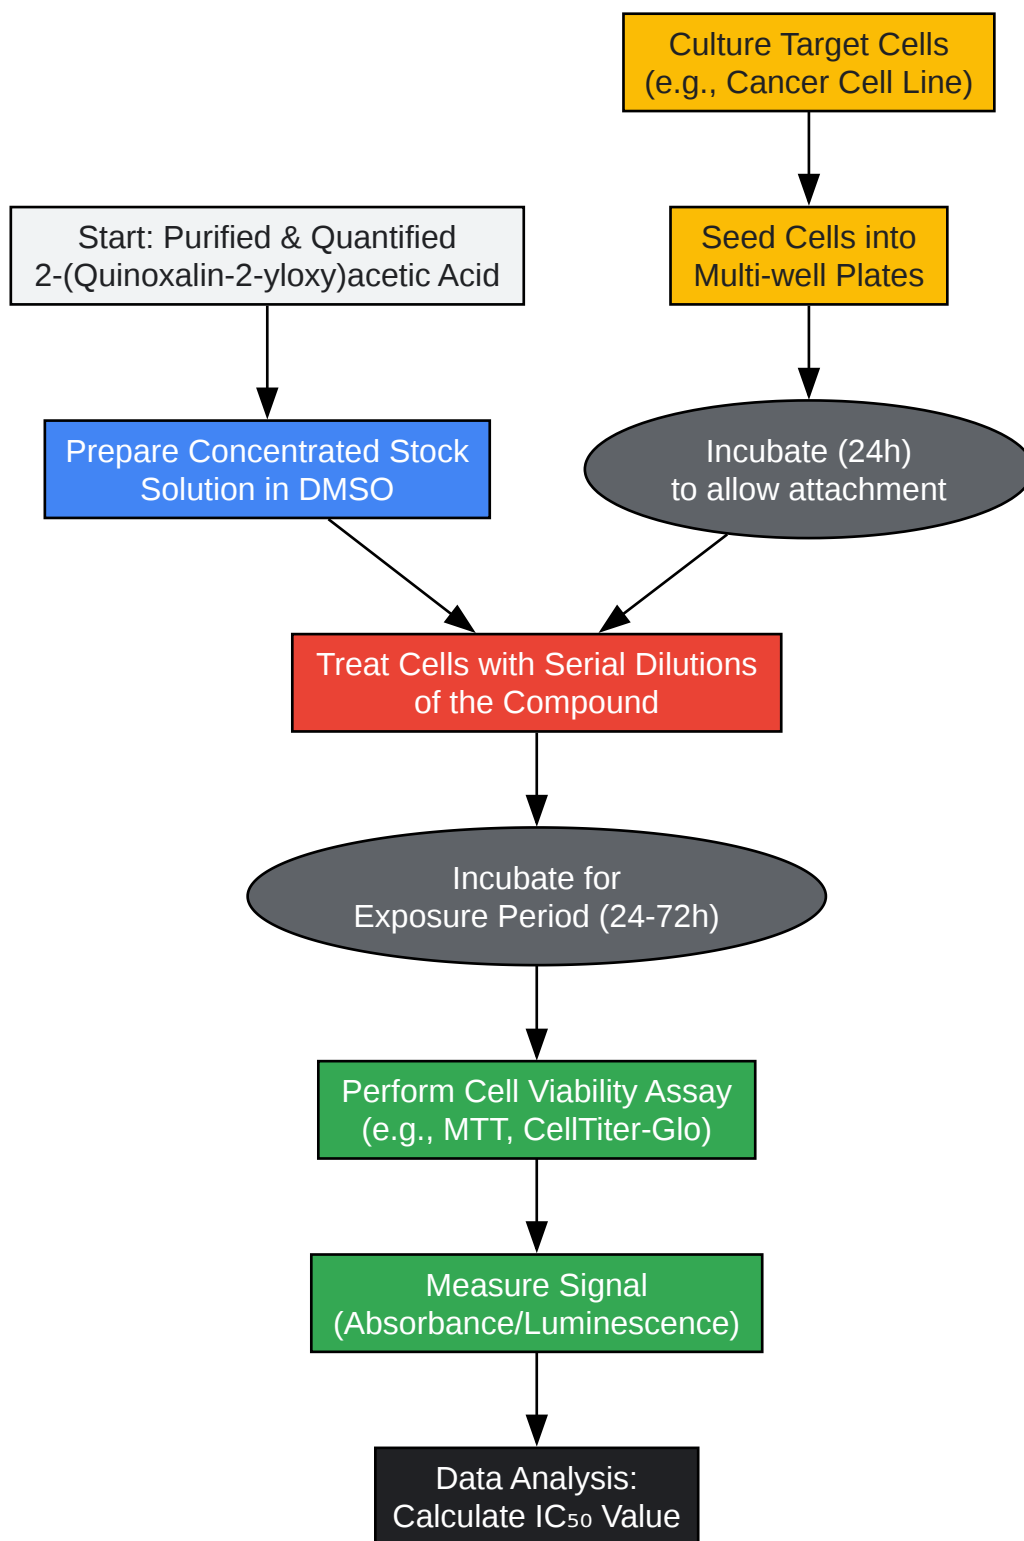 Culture Target Cells
(e.g., Cancer Cell Line)
Start: Purified & Quantified
2-(Quinoxalin-2-yloxy)acetic Acid
Seed Cells into
Multi-well Plates
Prepare Concentrated Stock
Solution in DMSO
Incubate (24h)
to allow attachment
Treat Cells with Serial Dilutions
of the Compound
Incubate for
Exposure Period (24-72h)
Perform Cell Viability Assay
(e.g., MTT, CellTiter-Glo)
Measure Signal
(Absorbance/Luminescence)
Data Analysis:
Calculate IC₅₀ Value